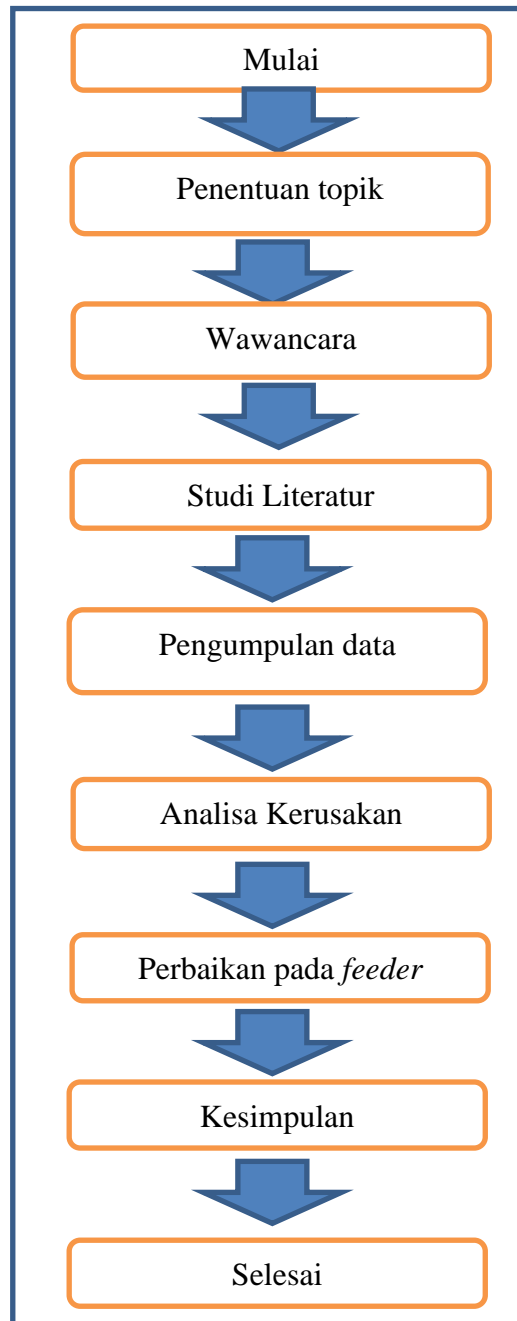 Mulai
Penentuan topik
Wawancara
Studi Literatur
Pengumpulan data
Analisa Kerusakan
Perbaikan pada feeder
Kesimpulan
Selesai